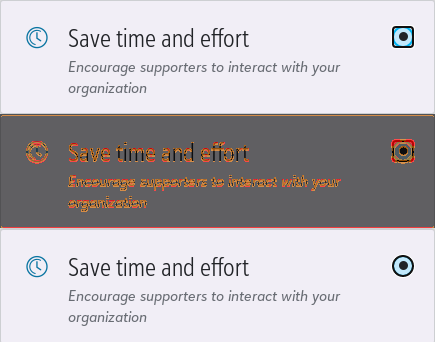 Save time and effort
Encourage supporters to interact with your
organization
Save time and effort
Encourage supporters to interact with your
organization
Save time and effort
Encourage supporters to interact with your
organization